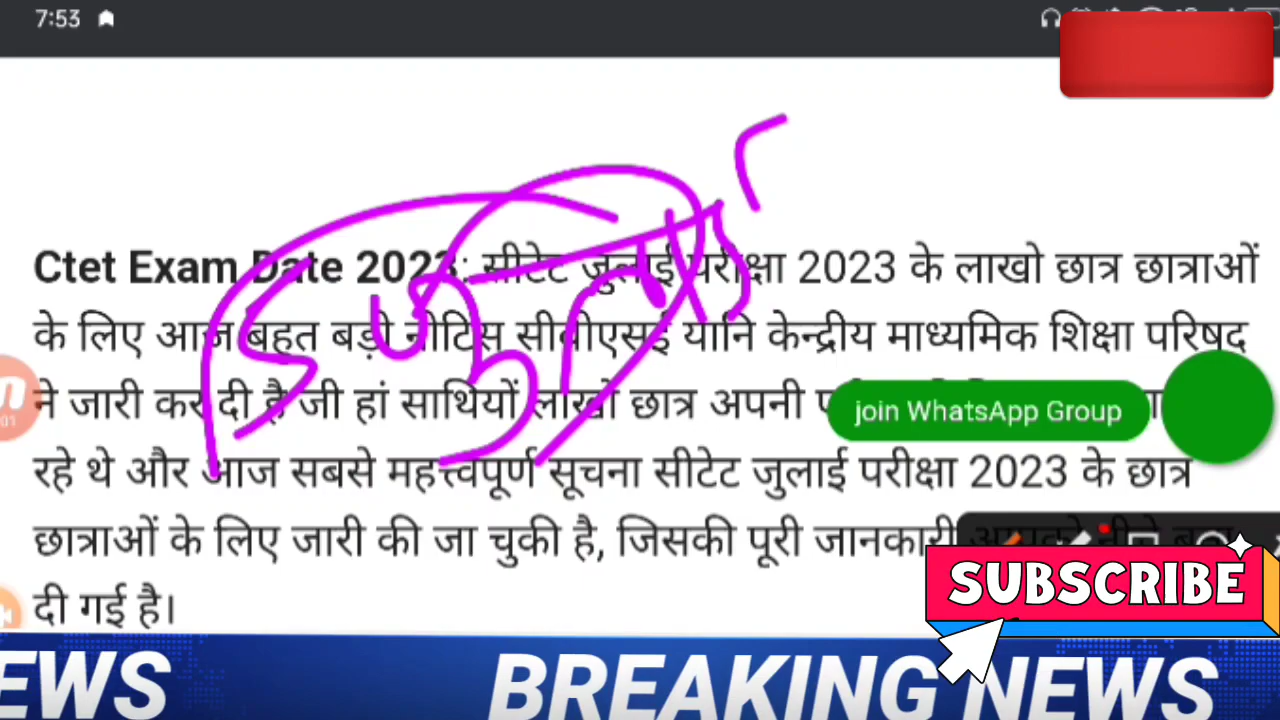 7:53
Ctet Exam Date 2023: सीटेट जुलाई परीक्षा 2023 के लाखो छात्र छात्राओं
के लिए आज बहुत बड़ी नोटिस सीबीएसई यानि केन्द्रीय माध्यमिक शिक्षा परिषद
ने जारी कर दी है जी हां साथियों लाखो छात्र अपनी
join WhatsApp Group
रहे थे और आज सबसे महत्त्वपूर्ण सूचना सीटेट जुलाई परीक्षा 2023 के छात्र
छात्राओं के लिए जारी की जा चुकी है, जिसकी पूरी जानकारी
दी गई है।
SUBSCRIBE
EWS BREAKING NEWS